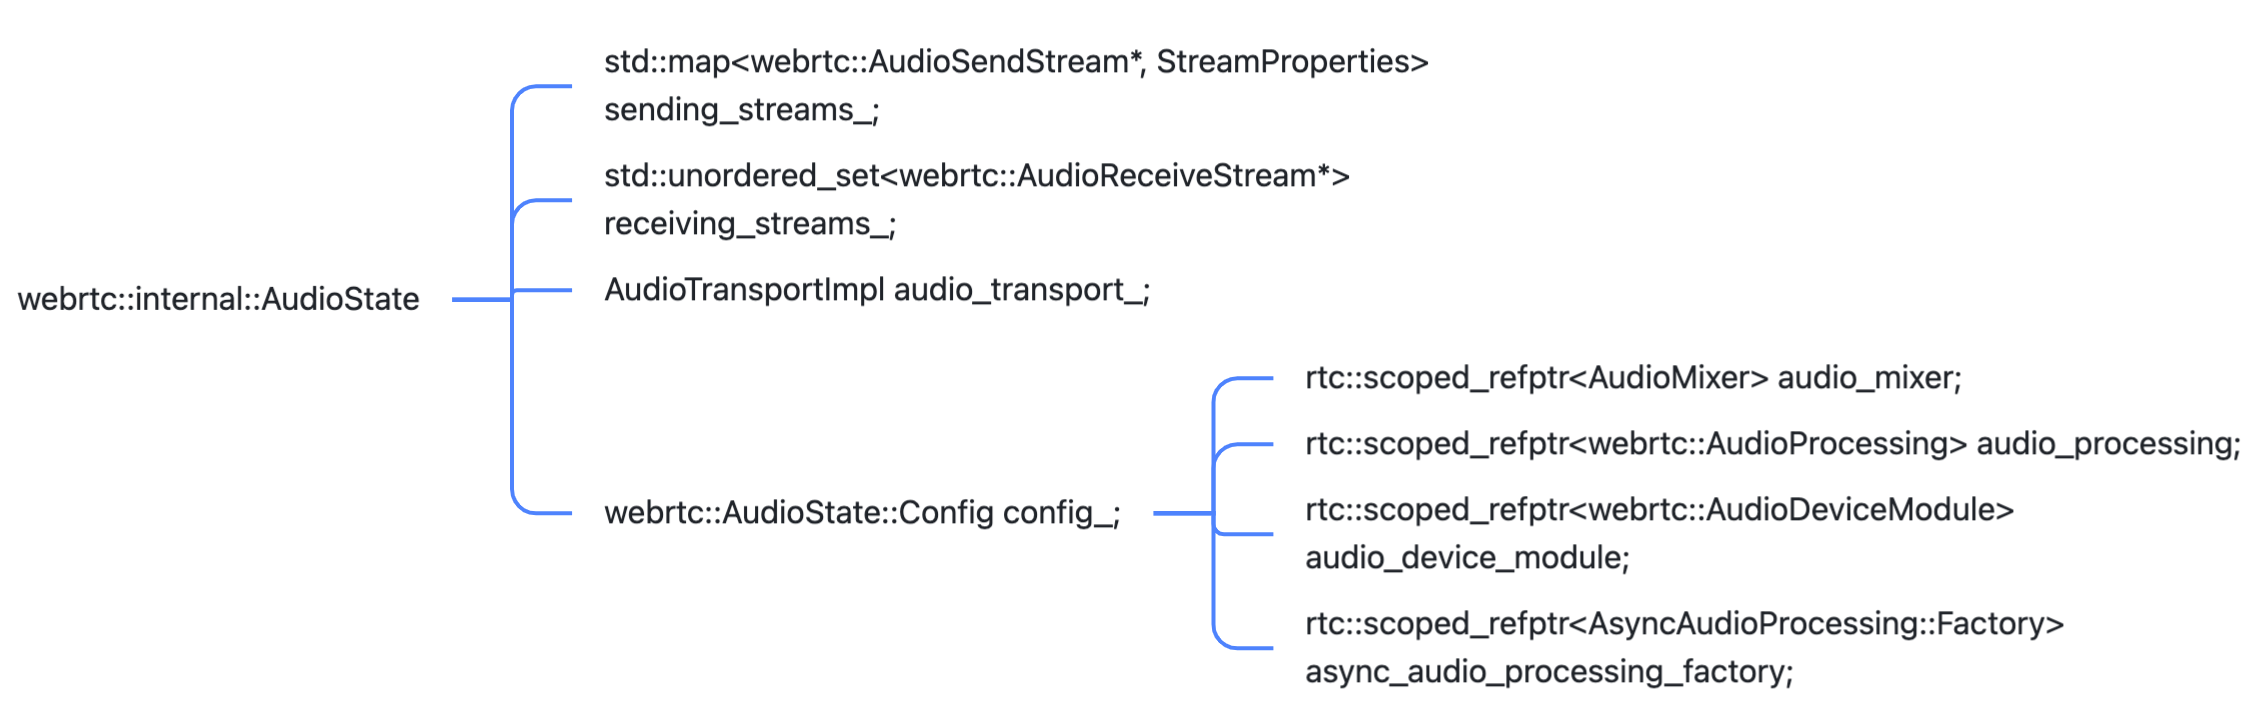 std::map<webrtc::AudioSendStream*, StreamProperties>
sending_streams_;
std::unordered_set<webrtc::AudioReceiveStream*>
receiving_streams_;
webrtc::internal::AudioState
AudioTransportImpl audio_transport_;
webrtc::AudioState::Config config_;
rtc::scoped_refptr<AudioMixer> audio_mixer;
rtc::scoped_refptr<webrtc::AudioProcessing> audio_processing;
rtc::scoped_refptr<webrtc::AudioDeviceModule>
audio_device_module;
rtc::scoped_refptr<AsyncAudioProcessing::Factory>
async_audio_processing_factory;